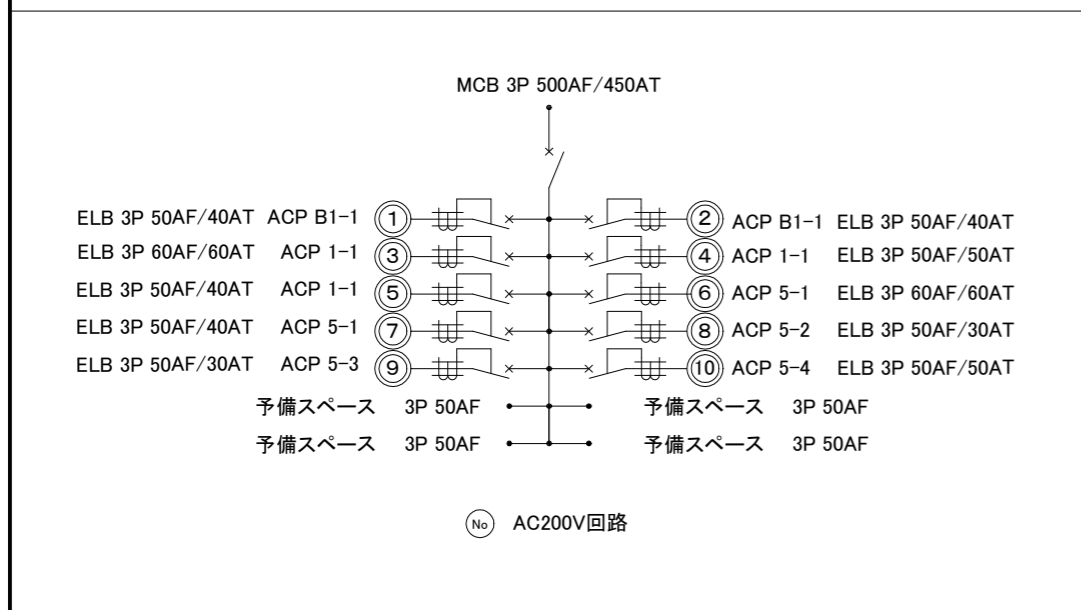 MCB 3P 500AF/450AT
ELB 3P 50AF/40AT ACP B1-1 ① ② ACP B1-1 ELB 3P 50AF/40AT
ELB 3P 60AF/60AT ACP 1-1 ③ ④ ACP 1-1 ELB 3P 50AF/50AT
ELB 3P 50AF/40AT ACP 1-1 ⑤ ⑥ ACP 5-1 ELB 3P 60AF/60AT
ELB 3P 50AF/40AT ACP 5-1 ⑦ ⑧ ACP 5-2 ELB 3P 50AF/30AT
ELB 3P 50AF/30AT ACP 5-3 ⑨ ⑩ ACP 5-4 ELB 3P 50AF/50AT
予備スペース 3P 50AF 予備スペース 3P 50AF
予備スペース 3P 50AF 予備スペース 3P 50AF
No AC200V回路